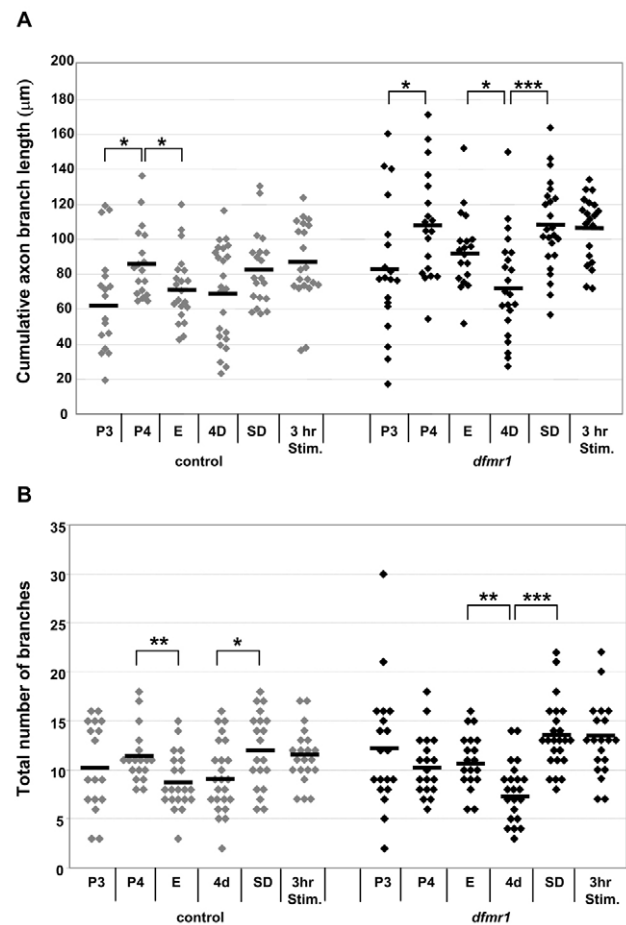 A
Cumulative axon branch length (μm)
200
180
160
140
120
100
80
60
40
20
0
* * * * ***
P3 P4 E 4D SD 3 hr Stim. P3 P4 E 4D SD 3 hr Stim.
control dfmr1
B
Total number of branches
35
30
25
20
15
10
5
0
** * ** ***
P3 P4 E 4d SD 3hr Stim. P3 P4 E 4d SD 3hr Stim.
control dfmr1